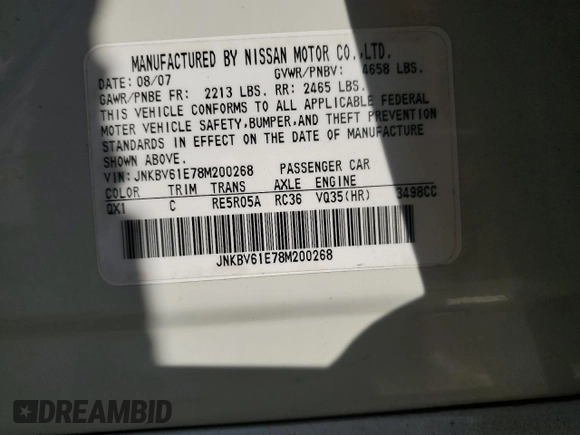 MANUFACTURED BY NISSAN MOTOR CO.,LTD.
DATE: 08/07 GVWR/PNBV: 4658 LBS.
GAWR/PNBE FR: 2213 LBS. RR: 2465 LBS.
THIS VEHICLE CONFORMS TO ALL APPLICABLE FEDERAL
MOTOR VEHICLE SAFETY,BUMPER,AND THEFT PREVENTION
STANDARDS IN EFFECT ON THE DATE OF MANUFACTURE
SHOWN ABOVE.
VIN: JNKBV61E78M200268 PASSENGER CAR
COLOR TRIM TRANS AXLE ENGINE
QX1 C RE5R05A RC36 VQ35(HR) 3498CC
JNKBV61E78M200268
DREAMBID